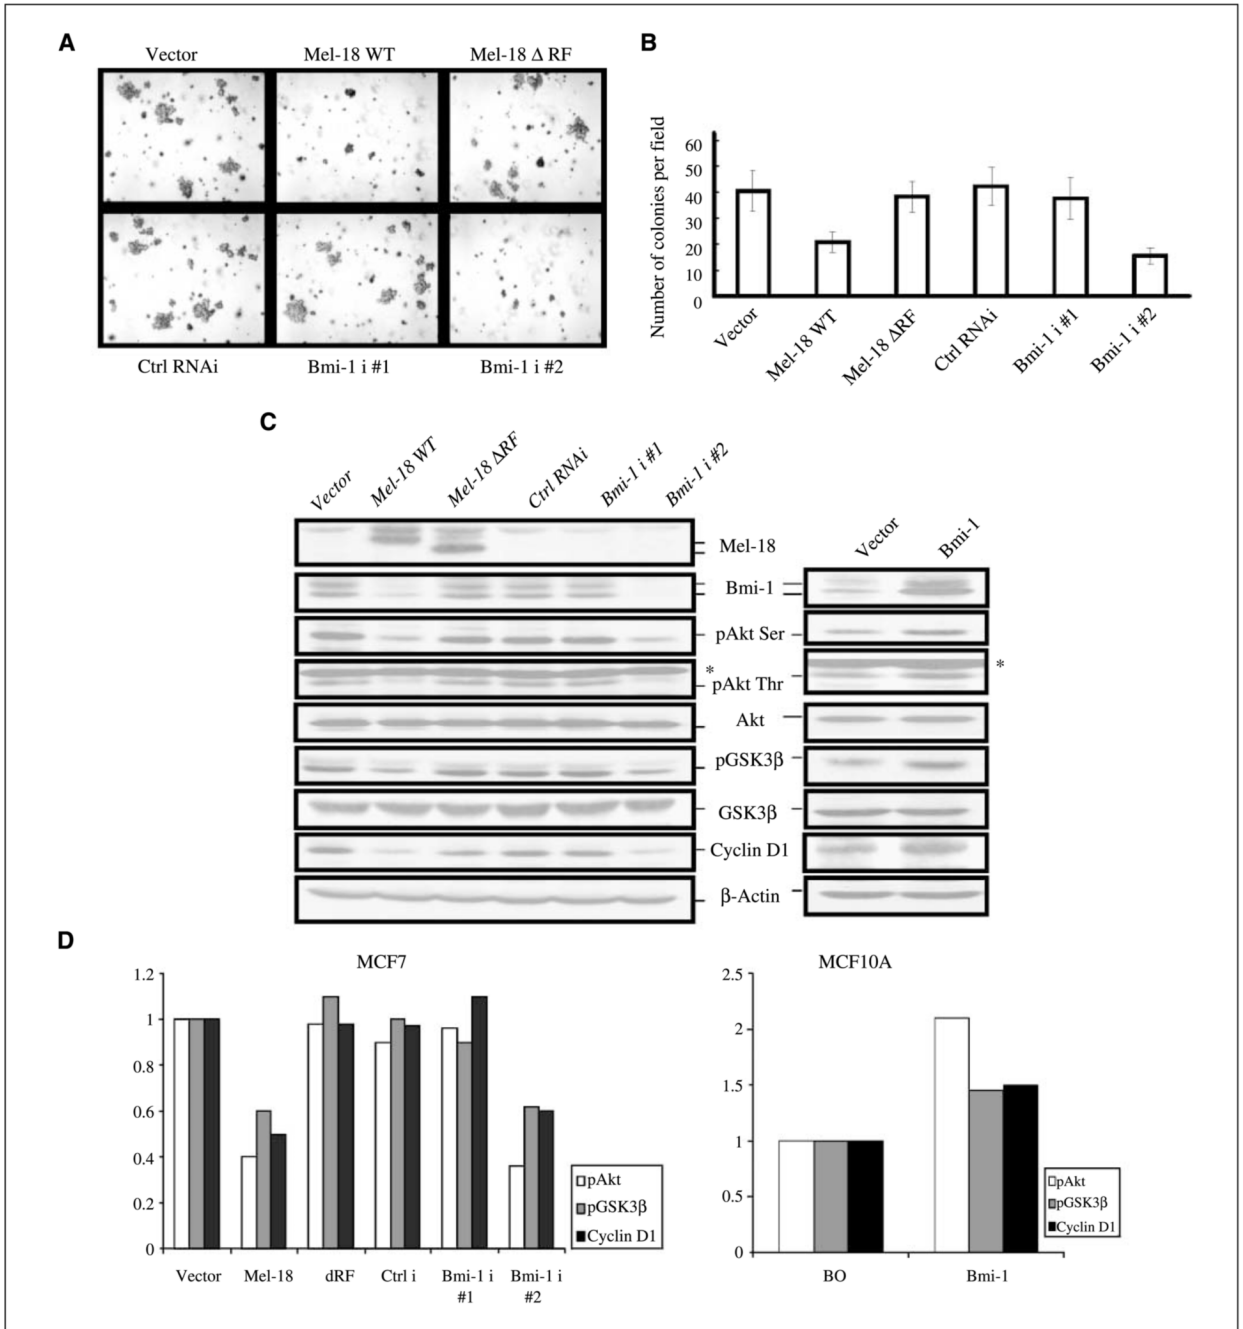 A
Vector Mel-18 WT Mel-18 Δ RF
Ctrl RNAi Bmi-1 i #1 Bmi-1 i #2
B
Number of colonies per field
60
50
40
30
20
10
0
Vector Mel-18 WT Mel-18 ΔRF Ctrl RNAi Bmi-1 i #1 Bmi-1 i #2
C
Vector Mel-18 WT Mel-18 ΔRF Ctrl RNAi Bmi-1 i #1 Bmi-1 i #2
Vector Bmi-1
Mel-18
Bmi-1
pAkt Ser
* *
pAkt Thr
Akt
pGSK3β
GSK3β
Cyclin D1
β-Actin
D
MCF7
1.2
1
0.8
0.6
0.4
0.2
0
Vector Mel-18 dRF Ctrl i Bmi-1 i #1 Bmi-1 i #2
pAkt
pGSK3β
Cyclin D1
MCF10A
2.5
2
1.5
1
0.5
0
BO Bmi-1
pAkt
pGSK3β
Cyclin D1